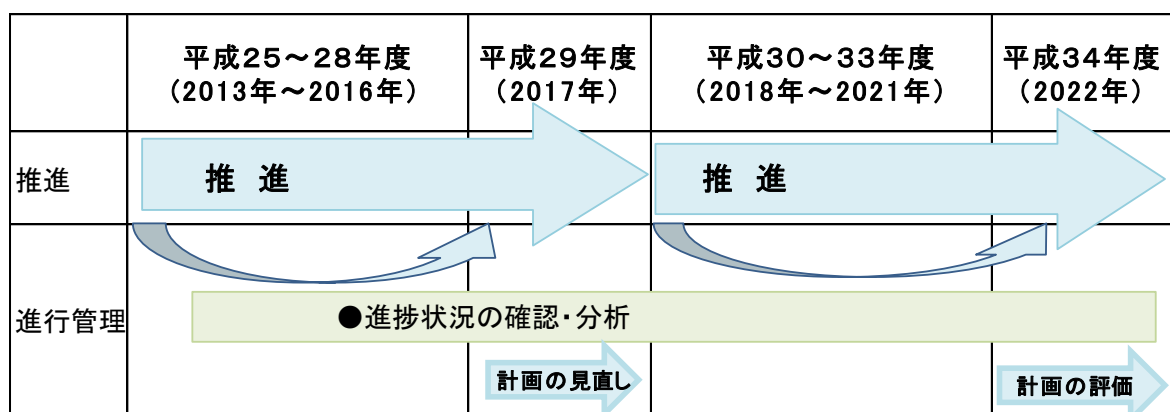 平成25～28年度
(2013年～2016年)
平成29年度
(2017年)
平成30～33年度
(2018年～2021年)
平成34年度
(2022年)
推進
推 進
推 進
進行管理
●進捗状況の確認・分析
計画の見直し
計画の評価